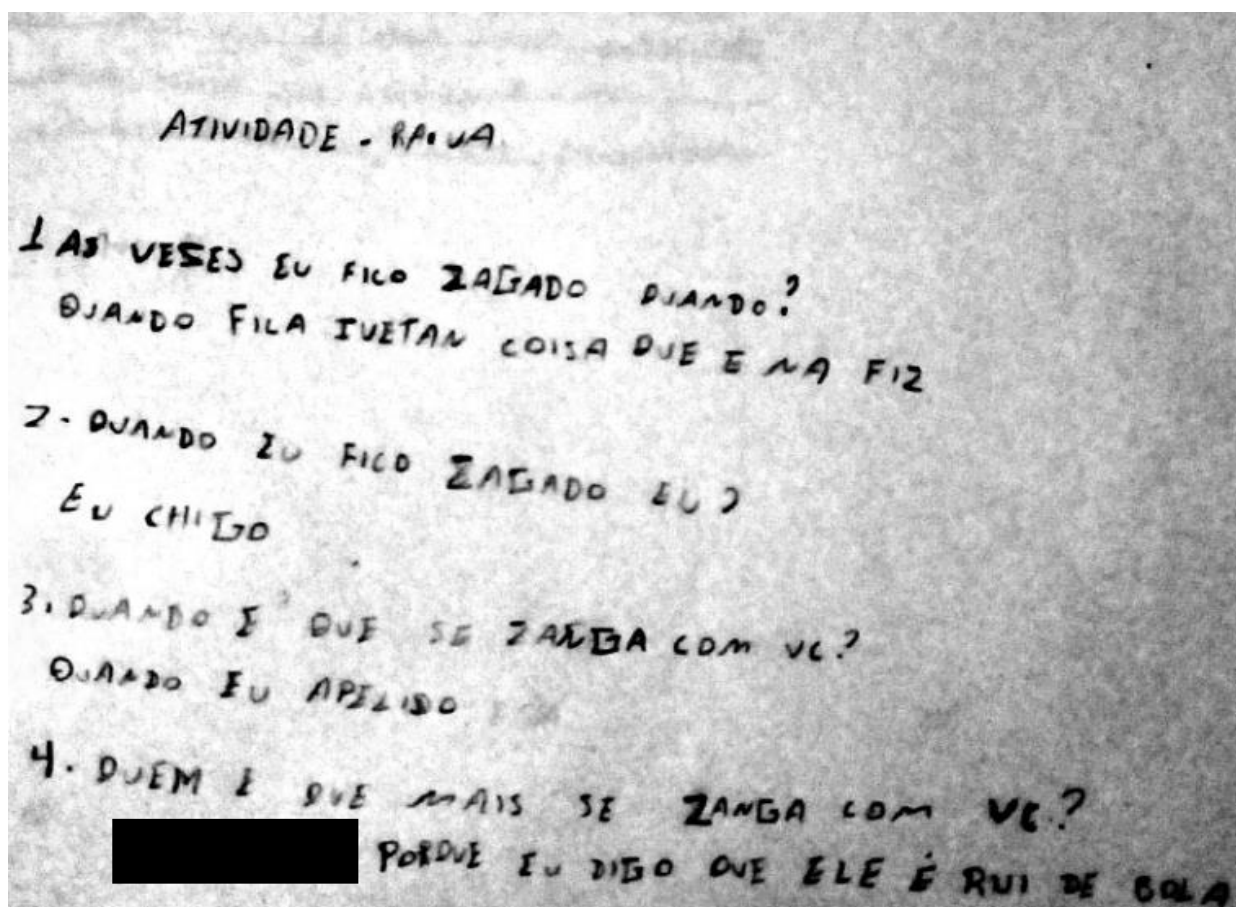 ATIVIDADE - RAIVA
1 AS VESES EU FICO ZAGADO QUANDO?
QUANDO FICA IVETAN COISA QUE E NA FIZ
2 - QUANDO EU FICO ZAGADO EU?
EU CHIGO
3. QUANDO E QUE SE ZANGA COM VC?
QUANDO EU APELIDO
4. QUEM E QUE MAIS SE ZANGA COM VC?
PORQUE EU DIGO QUE ELE É RUI DE BOLA